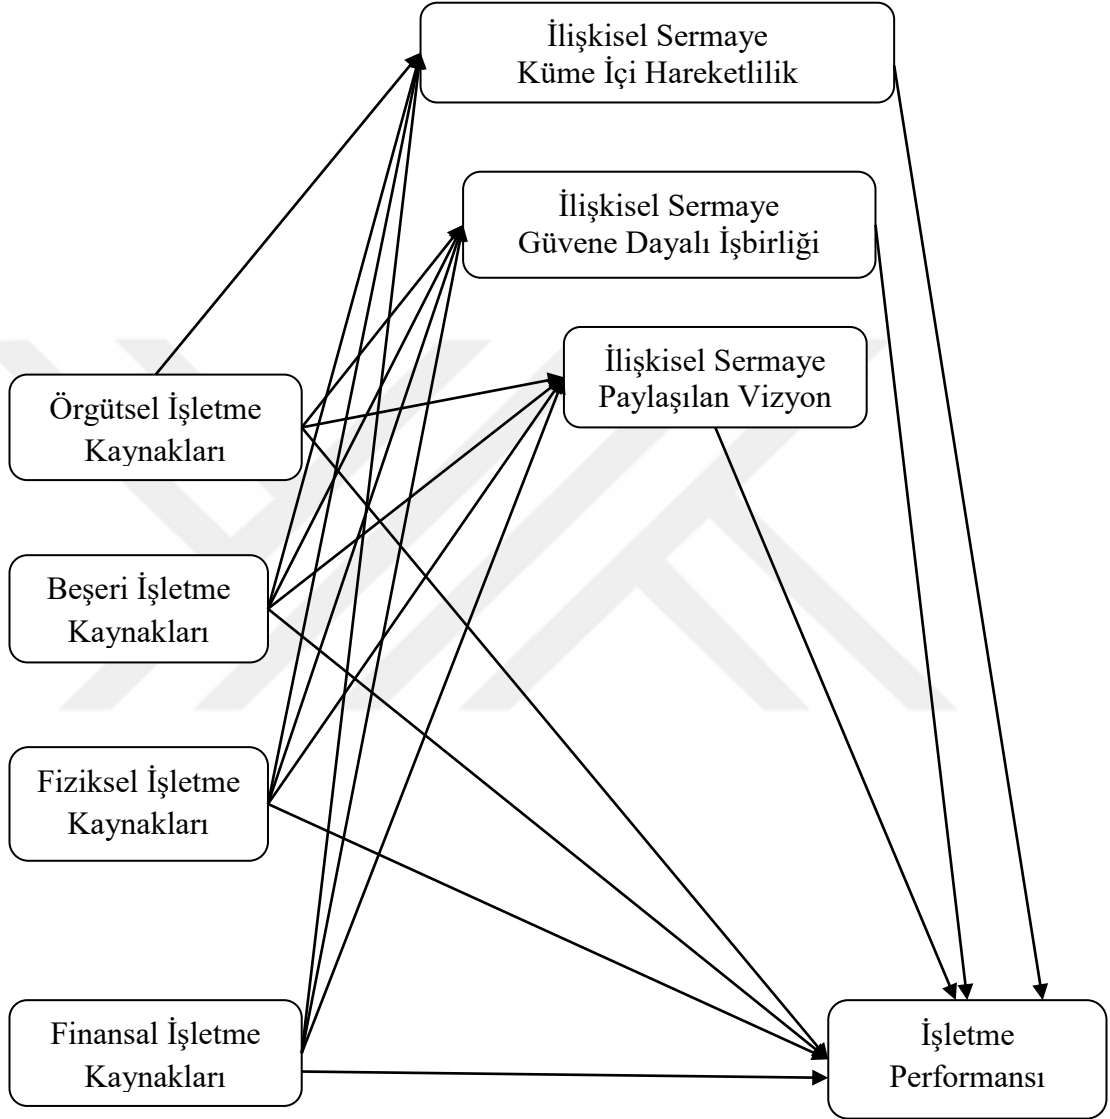 İlişkisel Sermaye
Küme İçi Hareketlilik
İlişkisel Sermaye
Güvene Dayalı İşbirliği
İlişkisel Sermaye
Paylaşılan Vizyon
Örgütsel İşletme
Kaynakları
Beşeri İşletme
Kaynakları
Fiziksel İşletme
Kaynakları
Finansal İşletme
Kaynakları
İşletme
Performansı